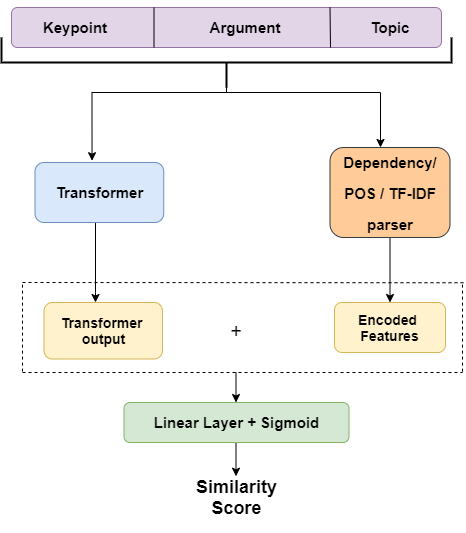 Keypoint Argument Topic
Transformer
Dependency/
POS / TF-IDF
parser
Transformer
output
+
Encoded
Features
Linear Layer + Sigmoid
Similarity
Score